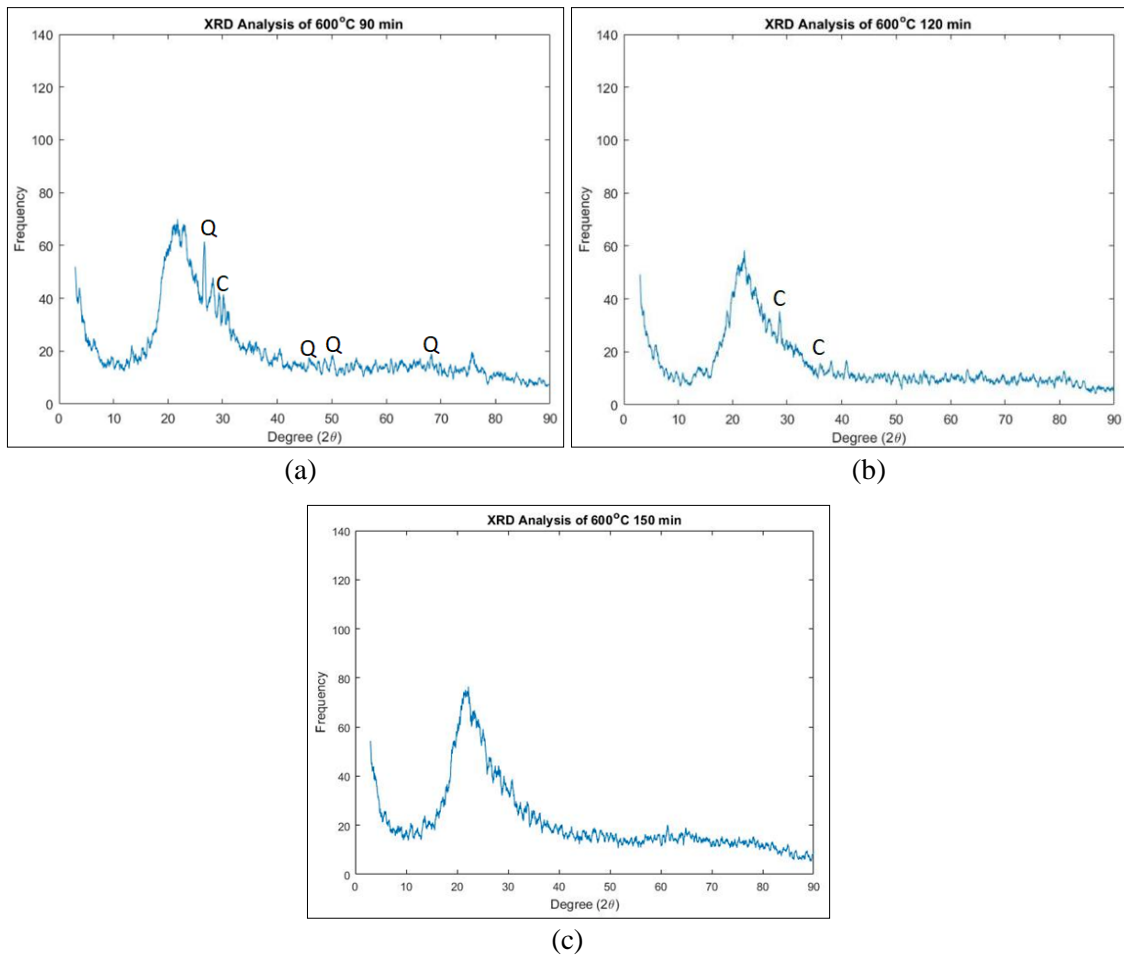 XRD Analysis of 600°C 90 min
140
120
100
80
60
40
20
0
Frequency
Q
C
Q
Q
Q
0 10 20 30 40 50 60 70 80 90
Degree (2θ)
(a)
XRD Analysis of 600°C 120 min
140
120
100
80
60
40
20
0
Frequency
C
C
0 10 20 30 40 50 60 70 80 90
Degree (2θ)
(b)
XRD Analysis of 600°C 150 min
140
120
100
80
60
40
20
0
Frequency
0 10 20 30 40 50 60 70 80 90
Degree (2θ)
(c)